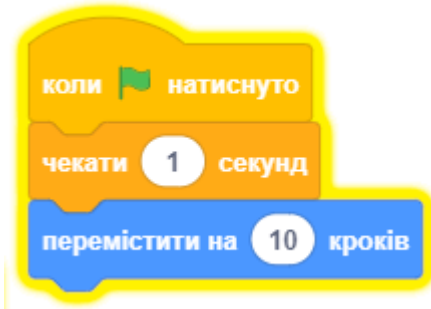 коли натиснуто
чекати 1 секунд
перемістити на 10 кроків